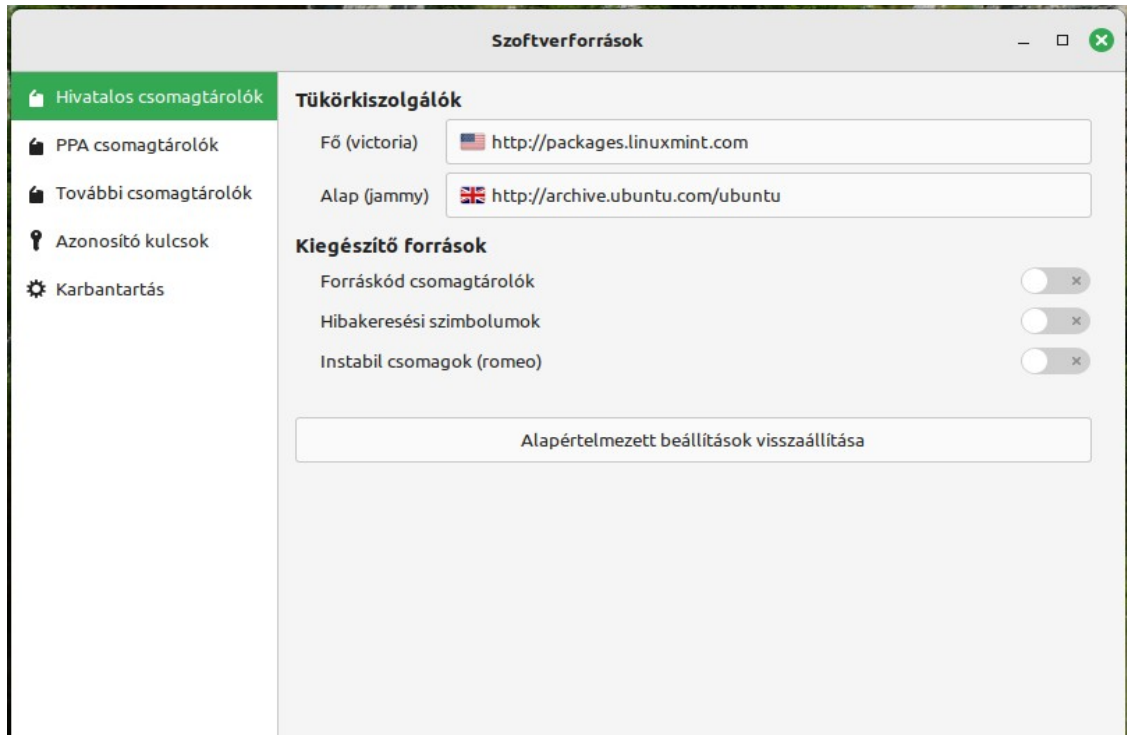 Szoftverforrások
Hivatalos csomagtárolók
PPA csomagtárolók
További csomagtárolók
Azonosító kulcsok
Karbantartás
Tükörkiszolgálók
Fő (victoria) http://packages.linuxmint.com
Alap (jammy) http://archive.ubuntu.com/ubuntu
Kiegészítő források
Forráskód csomagtárolók
Hibakeresési szimbolumok
Instabil csomagok (romeo)
Alapértelmezett beállítások visszaállítása